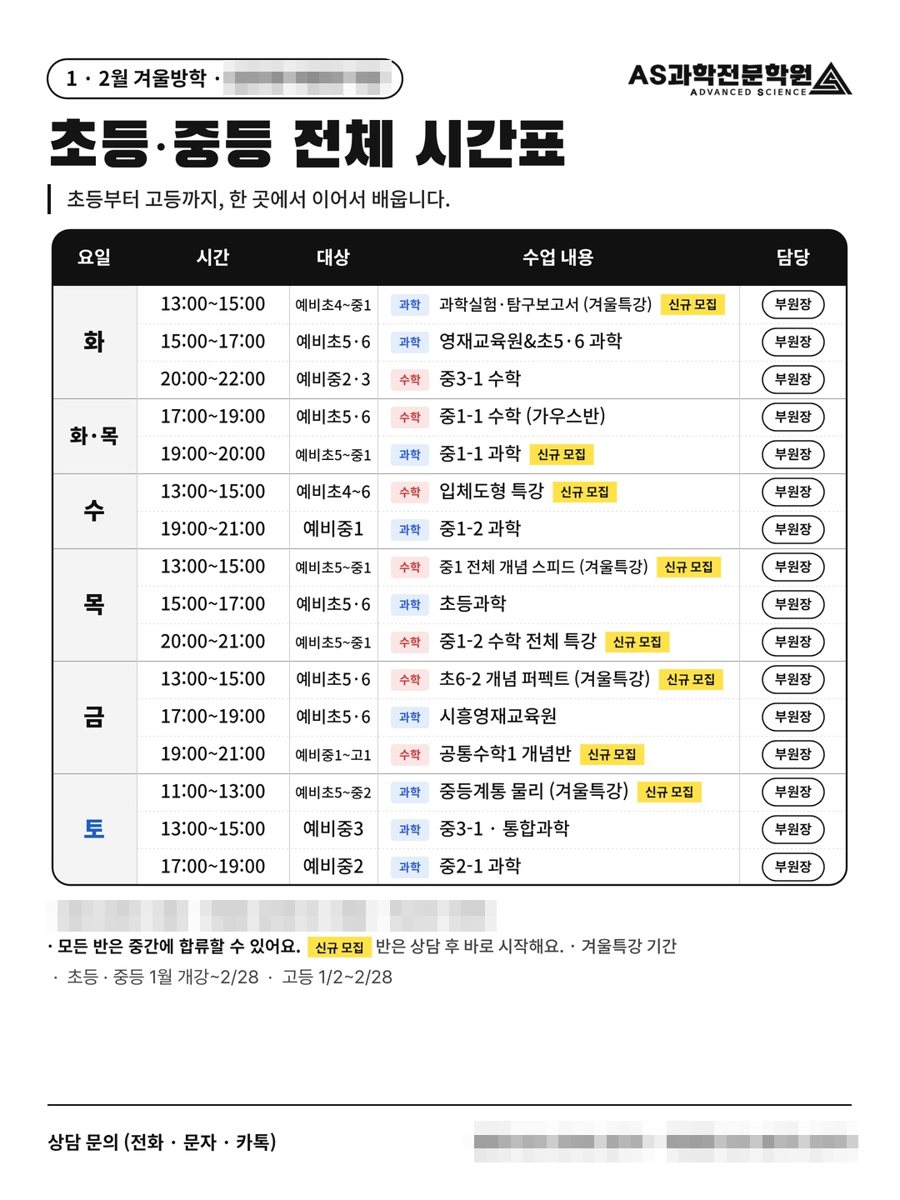 1 · 2월 겨울방학 ·
AS과학전문학원
ADVANCED SCIENCE
초등·중등 전체 시간표
초등부터 고등까지, 한 곳에서 이어서 배웁니다.
요일 시간 대상 수업 내용 담당
화
13:00~15:00 예비초4~중1 과학 과학실험·탐구보고서 (겨울특강) 신규 모집 부원장
15:00~17:00 예비초5·6 과학 영재교육원&초5·6 과학 부원장
20:00~22:00 예비중2·3 수학 중3-1 수학 부원장
화·목
17:00~19:00 예비초5·6 수학 중1-1 수학 (가우스반) 부원장
19:00~20:00 예비초5~중1 과학 중1-1 과학 신규 모집 부원장
수
13:00~15:00 예비초4~6 수학 입체도형 특강 신규 모집 부원장
19:00~21:00 예비중1 과학 중1-2 과학 부원장
목
13:00~15:00 예비초5~중1 수학 중1 전체 개념 스피드 (겨울특강) 신규 모집 부원장
15:00~17:00 예비초5·6 과학 초등과학 부원장
20:00~21:00 예비초5~중1 수학 중1-2 수학 전체 특강 신규 모집 부원장
금
13:00~15:00 예비초5·6 수학 초6-2 개념 퍼펙트 (겨울특강) 신규 모집 부원장
17:00~19:00 예비초5·6 과학 시흥영재교육원 부원장
19:00~21:00 예비중1~고1 수학 공통수학1 개념반 신규 모집 부원장
토
11:00~13:00 예비초5~중2 과학 중등계통 물리 (겨울특강) 신규 모집 부원장
13:00~15:00 예비중3 과학 중3-1 · 통합과학 부원장
17:00~19:00 예비중2 과학 중2-1 과학 부원장
· 모든 반은 중간에 합류할 수 있어요. 신규 모집 반은 상담 후 바로 시작해요. · 겨울특강 기간
· 초등 · 중등 1월 개강~2/28 · 고등 1/2~2/28
상담 문의 (전화 · 문자 · 카톡)